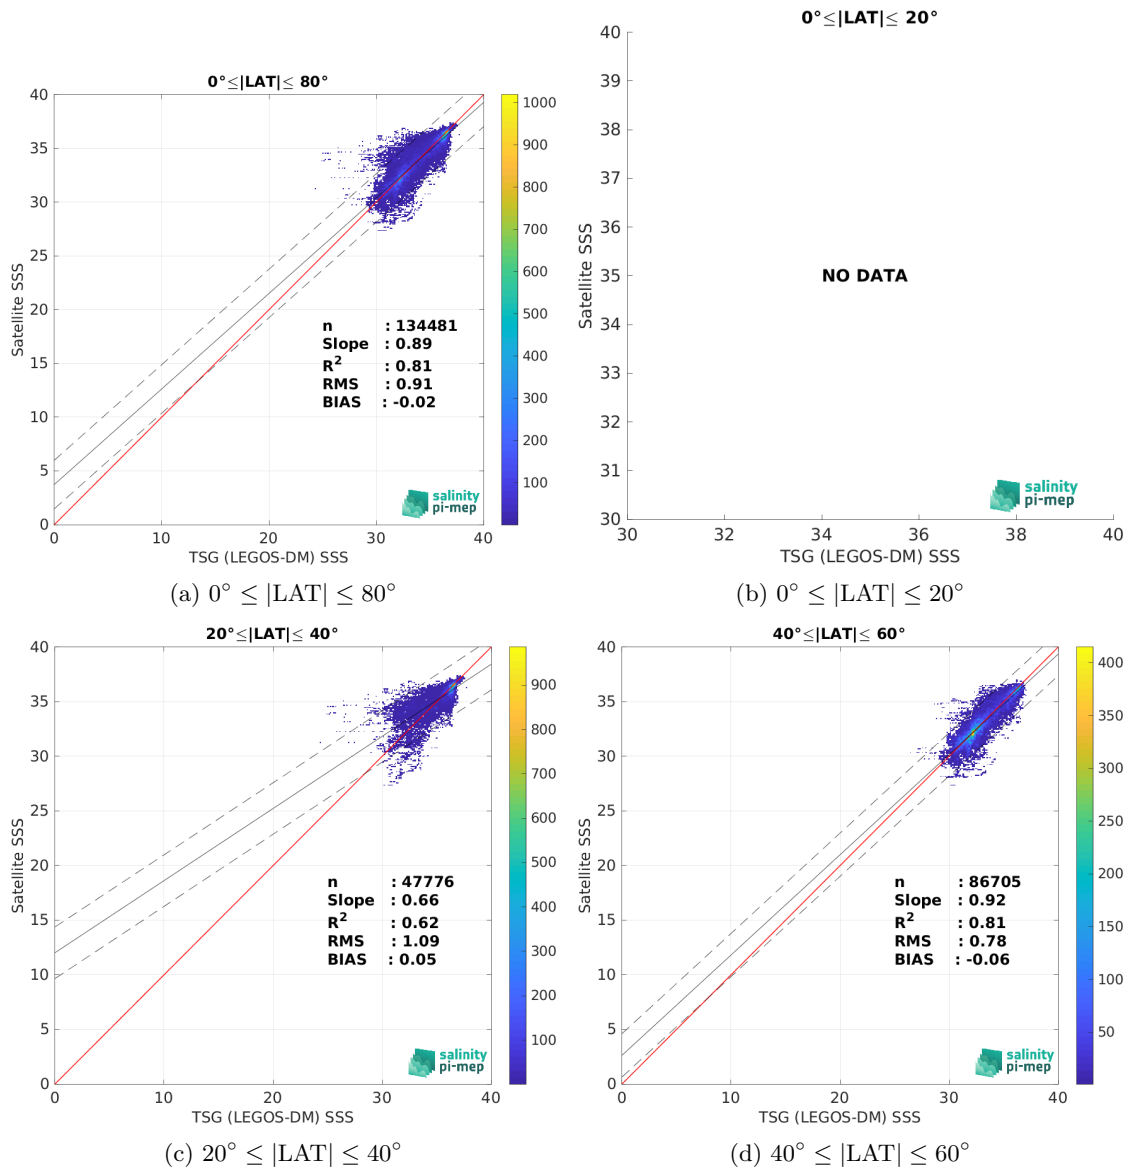 0°≤|LAT|≤ 80°
40
35
30
25
20
15
10
5
0
Satellite SSS
0
10
20
30
40
TSG (LEGOS-DM) SSS
1000
900
800
700
600
500
400
300
200
100
n : 134481
Slope : 0.89
R² : 0.81
RMS : 0.91
BIAS : -0.02
salinity
pi-mep
(a) 0° ≤ |LAT| ≤ 80°
0°≤|LAT|≤ 20°
40
39
38
37
36
35
34
33
32
31
30
Satellite SSS
NO DATA
salinity
pi-mep
30
32
34
36
38
40
TSG (LEGOS-DM) SSS
(b) 0° ≤ |LAT| ≤ 20°
20°≤|LAT|≤ 40°
40
35
30
25
20
15
10
5
0
Satellite SSS
0
10
20
30
40
TSG (LEGOS-DM) SSS
900
800
700
600
500
400
300
200
100
n : 47776
Slope : 0.66
R² : 0.62
RMS : 1.09
BIAS : 0.05
salinity
pi-mep
(c) 20° ≤ |LAT| ≤ 40°
40°≤|LAT|≤ 60°
40
35
30
25
20
15
10
5
0
Satellite SSS
0
10
20
30
40
TSG (LEGOS-DM) SSS
400
350
300
250
200
150
100
50
n : 86705
Slope : 0.92
R² : 0.81
RMS : 0.78
BIAS : -0.06
salinity
pi-mep
(d) 40° ≤ |LAT| ≤ 60°